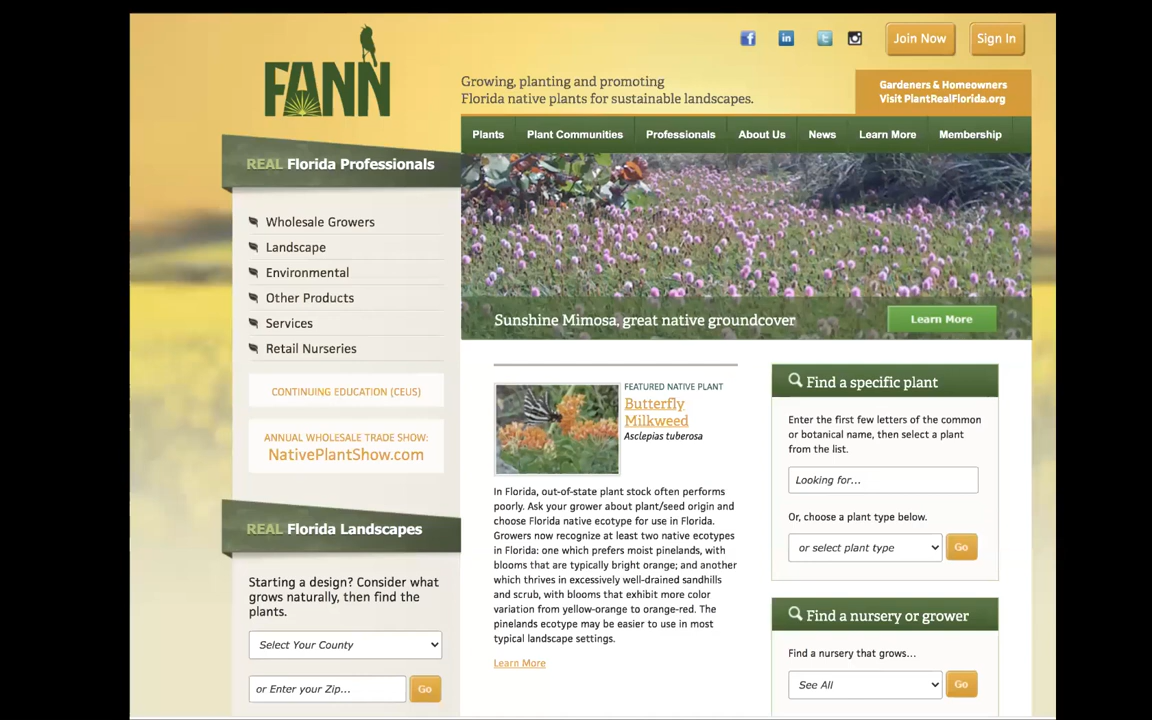 FANN
Join Now
Sign In
Growing, planting and promoting
Florida native plants for sustainable landscapes.
Gardeners & Homeowners
Visit PlantRealFlorida.org
Plants
Plant Communities
Professionals
About Us
News
Learn More
Membership
REAL Florida Professionals
Wholesale Growers
Landscape
Environmental
Other Products
Services
Retail Nurseries
CONTINUING EDUCATION (CEUS)
ANNUAL WHOLESALE TRADE SHOW:
NativePlantShow.com
REAL Florida Landscapes
Starting a design? Consider what
grows naturally, then find the
plants.
Select Your County
or Enter your Zip...
Go
Sunshine Mimosa, great native groundcover
Learn More
FEATURED NATIVE PLANT
Butterfly
Milkweed
Asclepias tuberosa
In Florida, out-of-state plant stock often performs
poorly. Ask your grower about plant/seed origin and
choose Florida native ecotype for use in Florida.
Growers now recognize at least two native ecotypes
in Florida: one which prefers moist pinelands, with
blooms that are typically bright orange; and another
which thrives in excessively well-drained sandhills
and scrub, with blooms that exhibit more color
variation from yellow-orange to orange-red. The
pinelands ecotype may be easier to use in most
typical landscape settings.
Learn More
Find a specific plant
Enter the first few letters of the common
or botanical name, then select a plant
from the list.
Looking for...
Or, choose a plant type below.
or select plant type
Go
Find a nursery or grower
Find a nursery that grows...
See All
Go